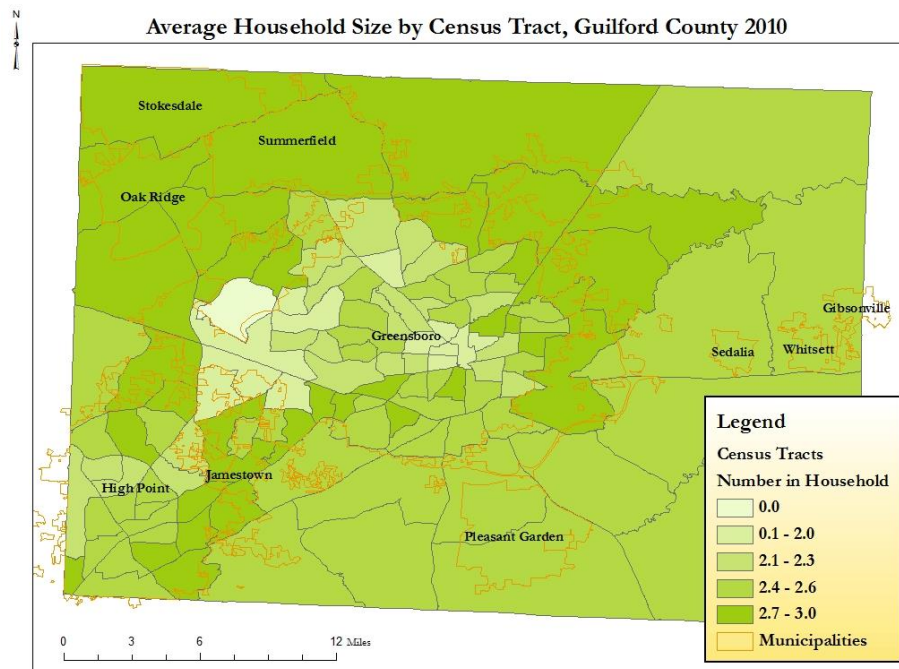 N
Average Household Size by Census Tract, Guilford County 2010
Stokesdale
Summerfield
Oak Ridge
Gibsonville
Greensboro
Sedalia
Whitsett
Jamestown
High Point
Pleasant Garden
Legend
Census Tracts
Number in Household
0.0
0.1 - 2.0
2.1 - 2.3
2.4 - 2.6
2.7 - 3.0
Municipalities
0 3 6 12 Miles